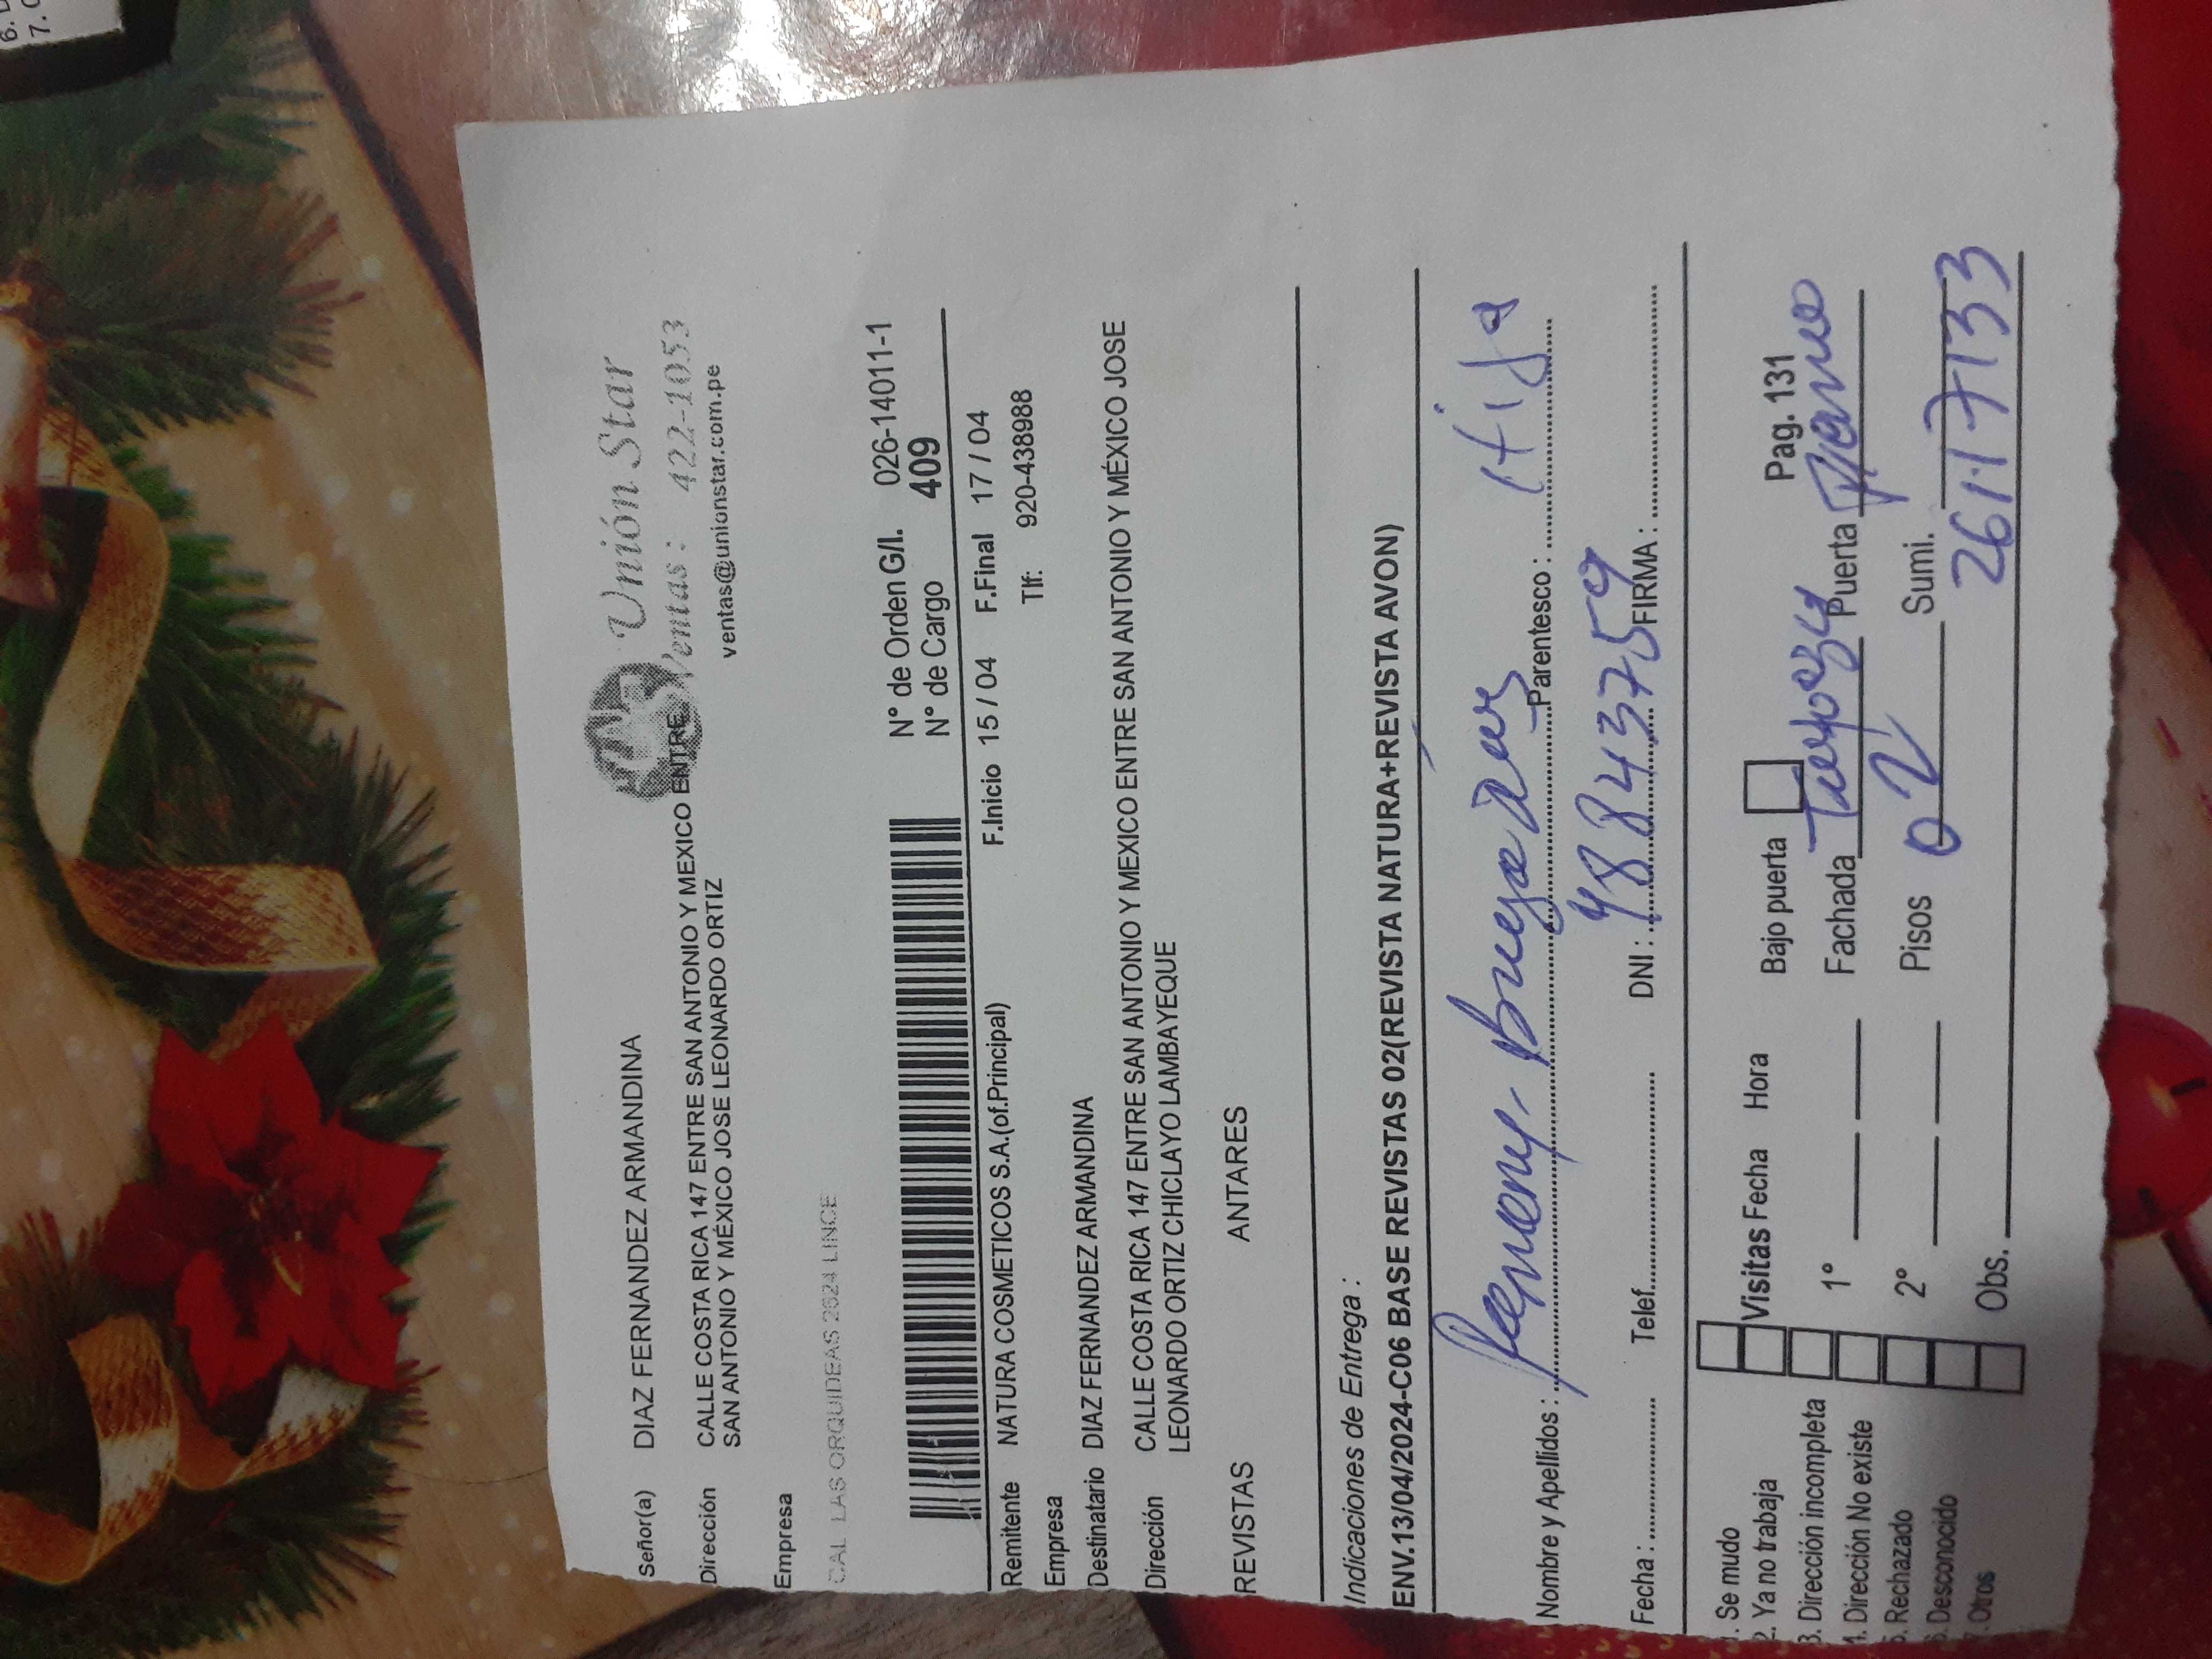 6.
7.
Unión Star
Ventas : 422-1053
ventas@unionstar.com.pe
Señor(a) DIAZ FERNANDEZ ARMANDINA
Dirección CALLE COSTA RICA 147 ENTRE SAN ANTONIO Y MEXICO ENTRE
SAN ANTONIO Y MÉXICO JOSE LEONARDO ORTIZ
Empresa
CAL LAS ORQUIDEAS 2624 LINCE
N° de Orden G/l. 026-14011-1
N° de Cargo 409
Remitente NATURA COSMETICOS S.A.(of.Principal) F.Inicio 15 / 04 F.Final 17 / 04
Empresa Tlf: 920-438988
Destinatario DIAZ FERNANDEZ ARMANDINA
Dirección CALLE COSTA RICA 147 ENTRE SAN ANTONIO Y MEXICO ENTRE SAN ANTONIO Y MÉXICO JOSE
LEONARDO ORTIZ CHICLAYO LAMBAYEQUE
REVISTAS ANTARES
Indicaciones de Entrega :
ENV.13/04/2024-C06 BASE REVISTAS 02(REVISTA NATURA+REVISTA AVON)
Nombre y Apellidos : Parentesco : Hija
Fecha : Telef. DNI : 48843759 FIRMA :
1. Se mudo
2. Ya no trabaja
3. Dirección incompleta
4. Dirección No existe
5. Rechazado
6. Desconocido
7. Otros
Visitas Fecha Hora
1°
2°
Obs.
Bajo puerta Pag. 131
Fachada Puerta
Pisos 02 Sumi.
26117133